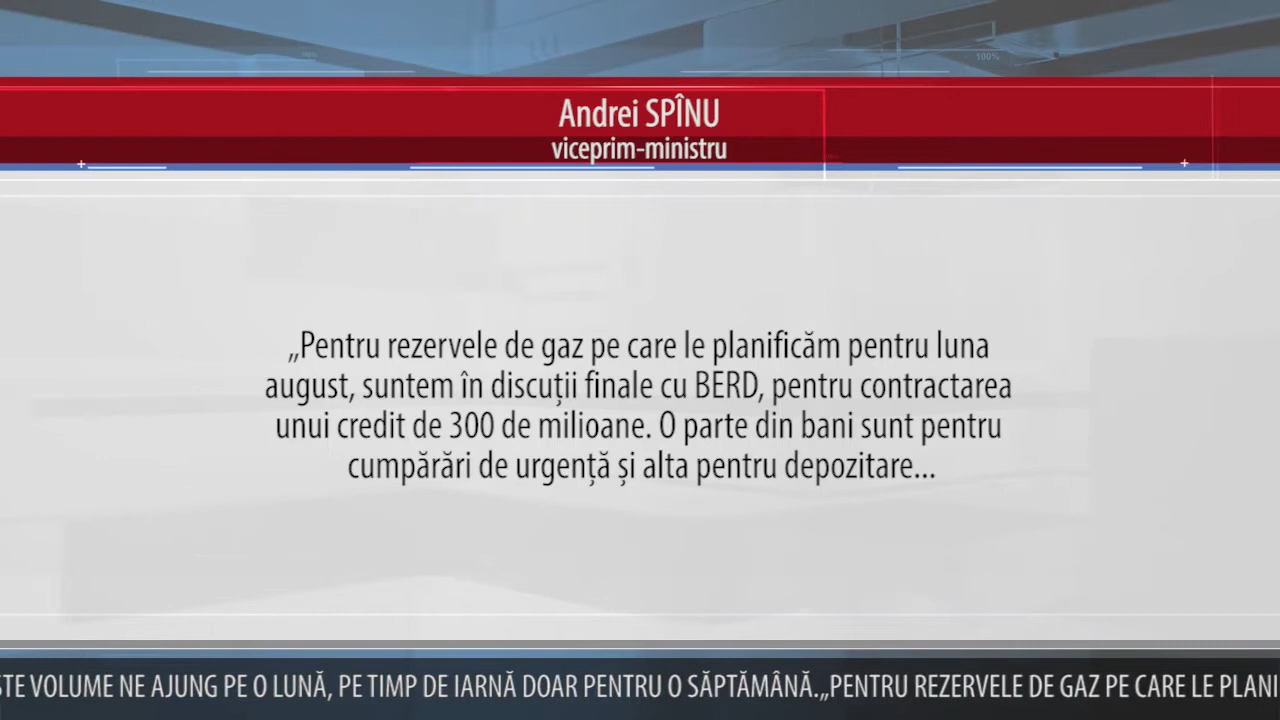 Andrei SPÎNU
viceprim-ministru
„Pentru rezervele de gaz pe care le planificăm pentru luna
august, suntem în discuții finale cu BERD, pentru contractarea
unui credit de 300 de milioane. O parte din bani sunt pentru
cumpărări de urgență și alta pentru depozitare...
VOLUME NE AJUNG PE O LUNĂ, PE TIMP DE IARNĂ DOAR PENTRU O SĂPTĂMÂNĂ.„PENTRU REZERVELE DE GAZ PE CARE LE PLANI